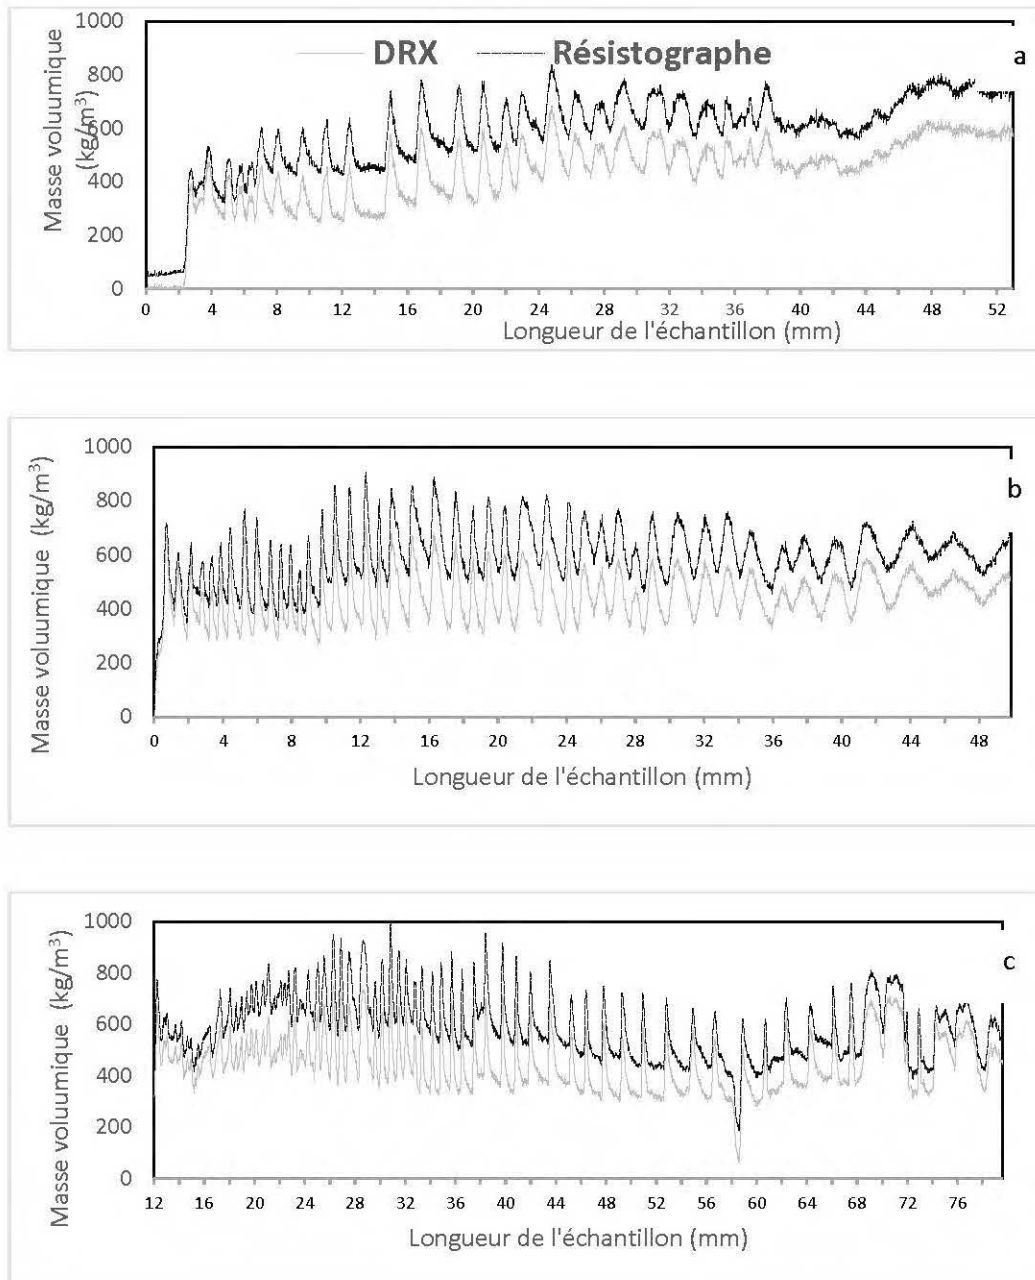 DRX Résistographe
a
Masse voluumique
(kg/m³)
1000
800
600
400
200
0
0 4 8 12 16 20 24 28 32 36 40 44 48 52
Longueur de l'échantillon (mm)
b
Masse voluumique (kg/m³)
1000
800
600
400
200
0
0 4 8 12 16 20 24 28 32 36 40 44 48
Longueur de l'échantillon (mm)
c
Masse voluumique (kg/m³)
1000
800
600
400
200
0
12 16 20 24 28 32 36 40 44 48 52 56 60 64 68 72 76
Longueur de l'échantillon (mm)